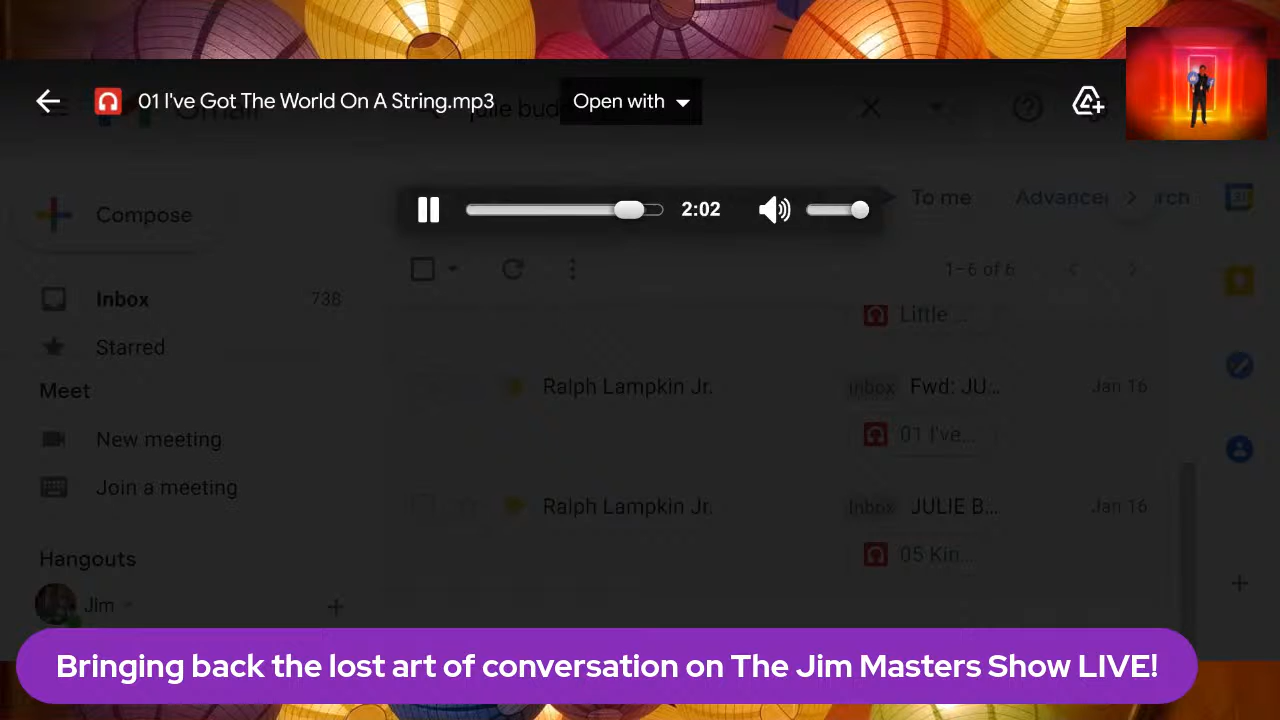 01 I've Got The World On A String.mp3
Open with
Gmail
2:02
Compose
To me
1–6 of 6
Inbox
738
Little ...
Starred
Ralph Lampkin Jr.
Inbox
Fwd: JU...
Jan 16
Meet
01 I've...
New meeting
Join a meeting
Ralph Lampkin Jr.
Inbox
JULIE B...
Jan 16
05 Kin...
Hangouts
Jim
Bringing back the lost art of conversation on The Jim Masters Show LIVE!